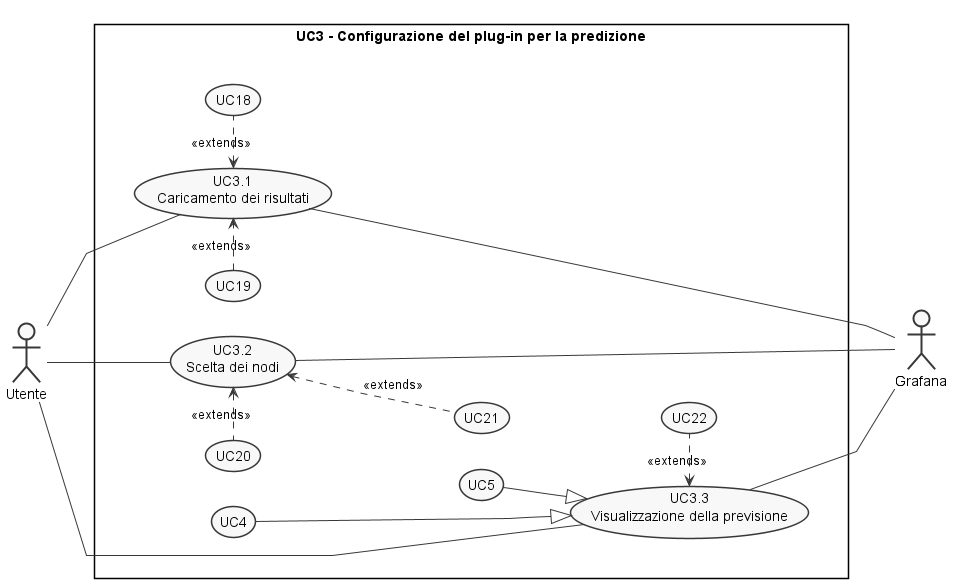 UC3 - Configurazione del plug-in per la predizione
UC18
«extends»
UC3.1
Caricamento dei risultati
«extends»
UC19
Utente
Grafana
UC3.2
Scelta dei nodi
«extends»
«extends»
UC21
UC22
UC20
«extends»
UC5
UC3.3
Visualizzazione della previsione
UC4